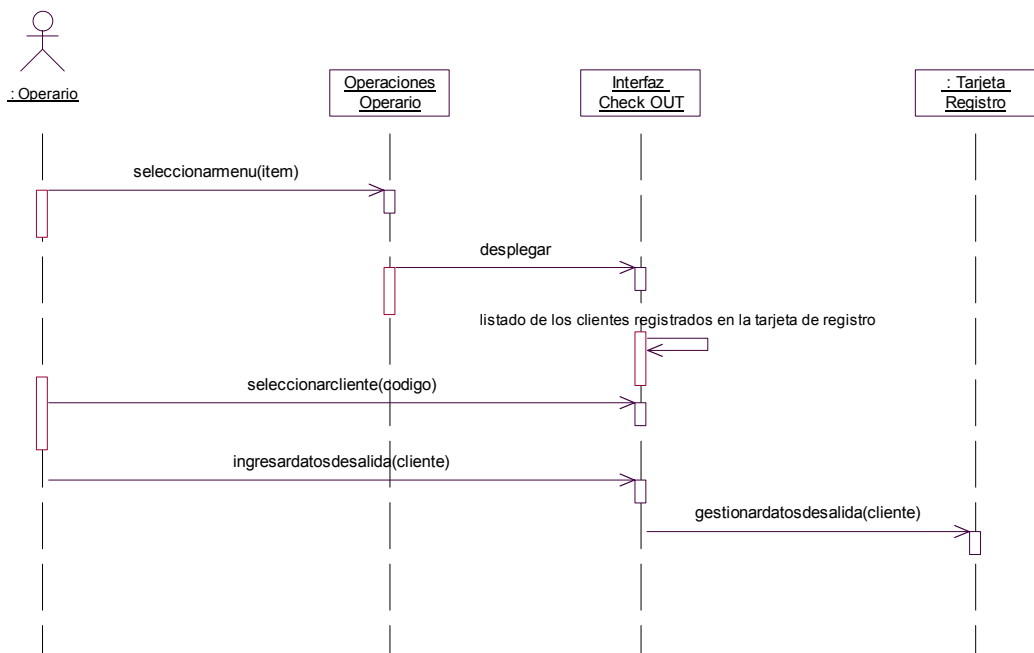 : Operario
Operaciones
Operario
Interfaz
Check OUT
: Tarjeta
Registro
seleccionarmenu(item)
desplegar
listado de los clientes registrados en la tarjeta de registro
seleccionarcliente(codigo)
ingresardatosdesalida(cliente)
gestionardatosdesalida(cliente)